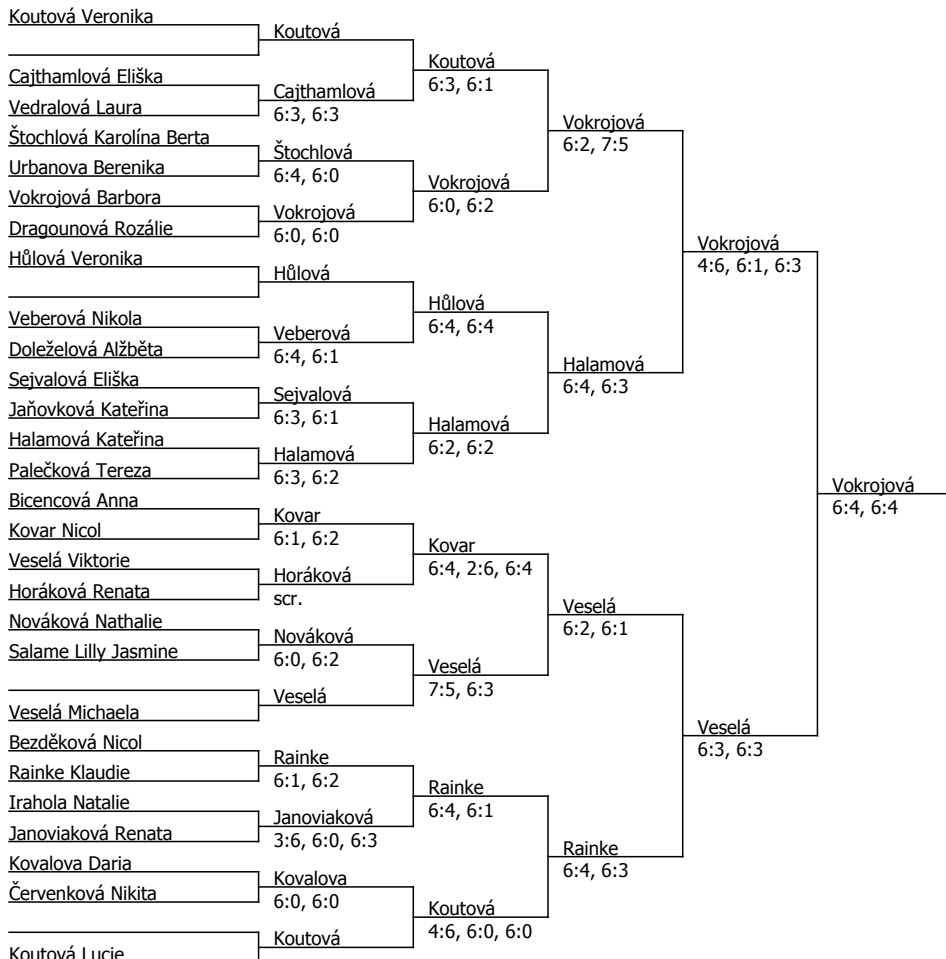 Koutová Veronika
Cajthamlová Eliška
Vedralová Laura
Štochlová Karolína Berta
Urbanova Berenika
Vokrojová Barbora
Dragounová Rozálie
Hůlová Veronika
Veberová Nikola
Doleželová Alžběta
Sejvalová Eliška
Jaňovková Kateřina
Halamová Kateřina
Palečková Tereza
Bicencová Anna
Kovar Nicol
Veselá Viktorie
Horáková Renata
Nováková Nathalie
Salame Lilly Jasmine
Veselá Michaela
Bezděková Nicol
Rainke Klaudie
Irahola Natalie
Janoviaková Renata
Kovalova Daria
Červenková Nikita
Koutová Lucie
Koutová
Cajthamlová
6:3, 6:3
Štochlová
6:4, 6:0
Vokrojová
6:0, 6:0
Hůlová
Veberová
6:4, 6:1
Sejvalová
6:3, 6:1
Halamová
6:3, 6:2
Kovar
6:1, 6:2
Horáková
scr.
Nováková
6:0, 6:2
Veselá
Rainke
6:1, 6:2
Janoviaková
3:6, 6:0, 6:3
Kovalova
6:0, 6:0
Koutová
Koutová
6:3, 6:1
Vokrojová
6:0, 6:2
Hůlová
6:4, 6:4
Halamová
6:2, 6:2
Kovar
6:4, 2:6, 6:4
Veselá
7:5, 6:3
Rainke
6:4, 6:1
Koutová
4:6, 6:0, 6:0
Vokrojová
6:2, 7:5
Halamová
6:4, 6:3
Veselá
6:2, 6:1
Rainke
6:4, 6:3
Vokrojová
4:6, 6:1, 6:3
Veselá
6:3, 6:3
Vokrojová
6:4, 6:4